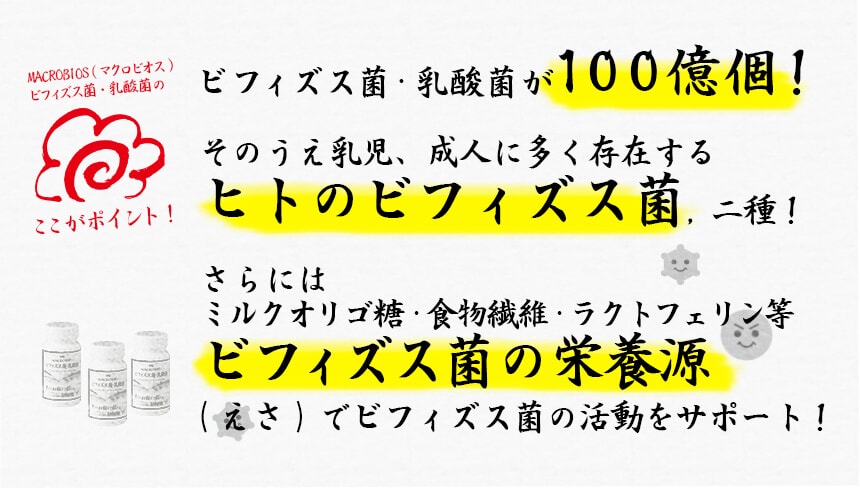 MACROBIOS(マクロビオス)
ビフィズス菌・乳酸菌の
ここがポイント！
ビフィズス菌・乳酸菌が100億個！
そのうえ乳児、成人に多く存在する
ヒトのビフィズス菌，二種！
さらには
ミルクオリゴ糖・食物繊維・ラクトフェリン等
ビフィズス菌の栄養源
(えさ)でビフィズス菌の活動をサポート！